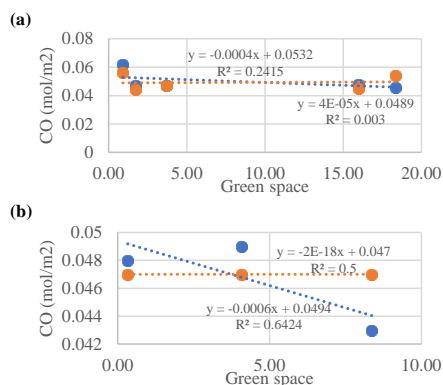 (a)
0.08
0.06
0.04
0.02
0
CO (mol/m2)
y = -0.0004x + 0.0532
R² = 0.2415
y = 4E-05x + 0.0489
R² = 0.003
0.00 5.00 10.00 15.00 20.00
Green space
(b)
0.05
0.048
0.046
0.044
0.042
CO (mol/m2)
y = -2E-18x + 0.047
R² = 0.5
y = -0.0006x + 0.0494
R² = 0.6424
0.00 5.00 10.00
Green space